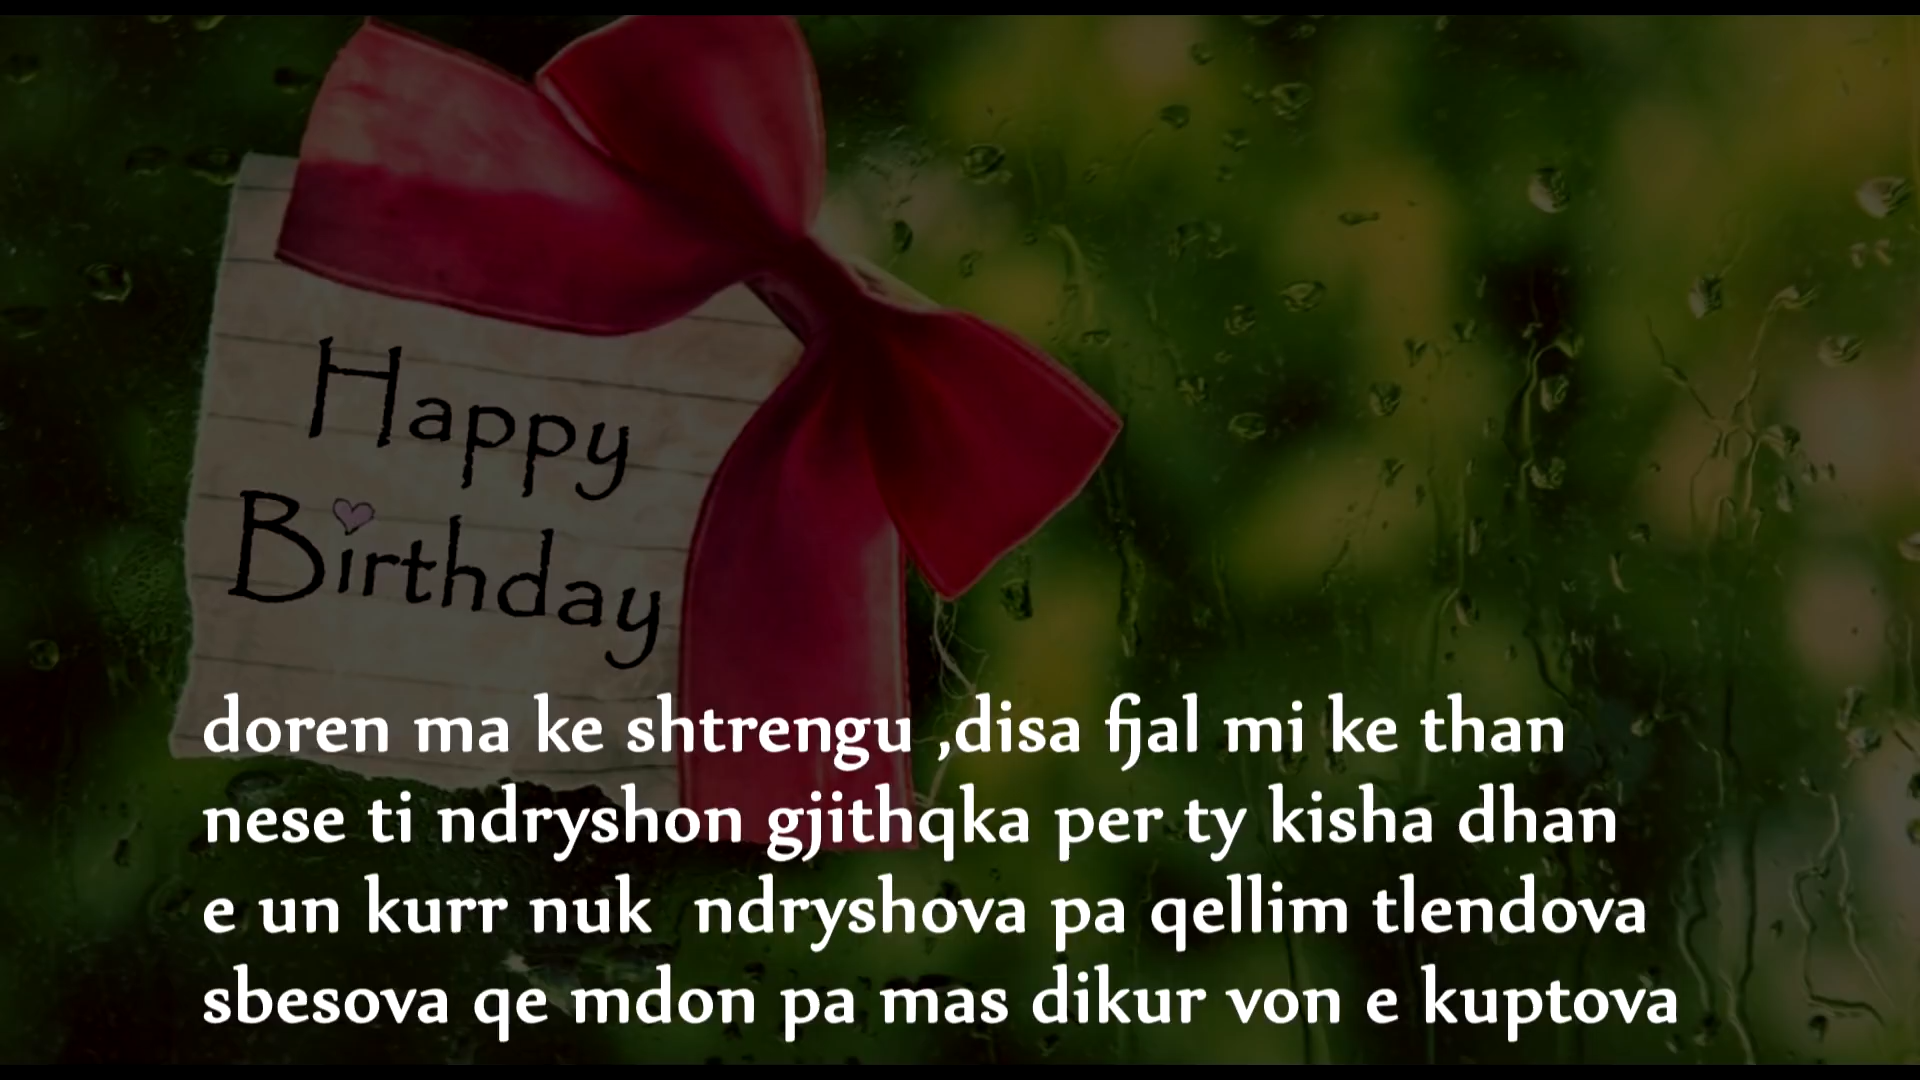 Happy
Birthday
doren ma ke shtrengu ,disa fjal mi ke than
nese ti ndryshon gjithqka per ty kisha dhan
e un kurr nuk  ndryshova pa qellim tlendova
sbesova qe mdon pa mas dikur von e kuptova